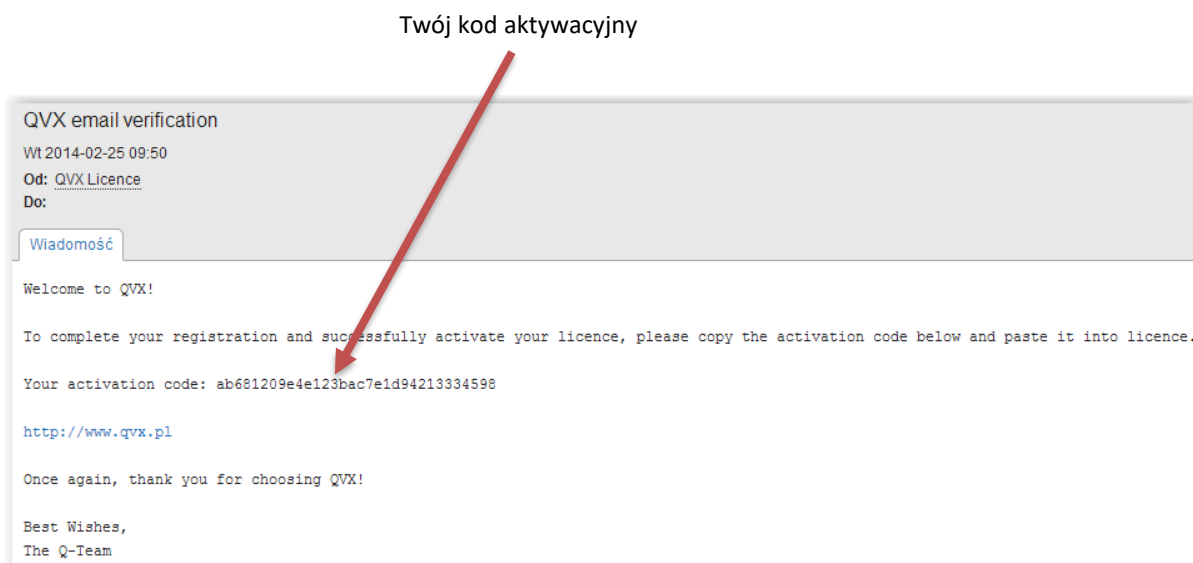 Twój kod aktywacyjny
QVX email verification
Wt 2014-02-25 09:50
Od: QVX Licence
Do:
Wiadomość
Welcome to QVX!
To complete your registration and successfully activate your licence, please copy the activation code below and paste it into licence.
Your activation code: ab681209e4e123bac7e1d94213334598
http://www.qvx.pl
Once again, thank you for choosing QVX!
Best Wishes,
The Q-Team